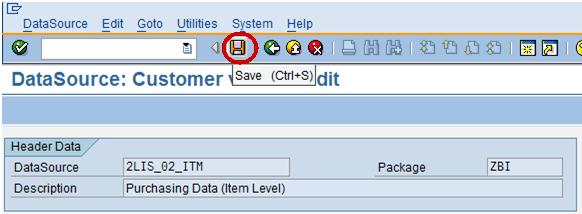 DataSource Edit Goto Utilities System Help
DataSource: Customer v dit
Save (Ctrl+S)
Header Data
DataSource 2LIS_02_ITM Package ZBI
Description Purchasing Data (Item Level)